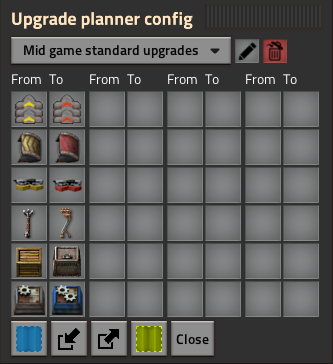 Upgrade planner config
Mid game standard upgrades
From To From To From To From To
Close